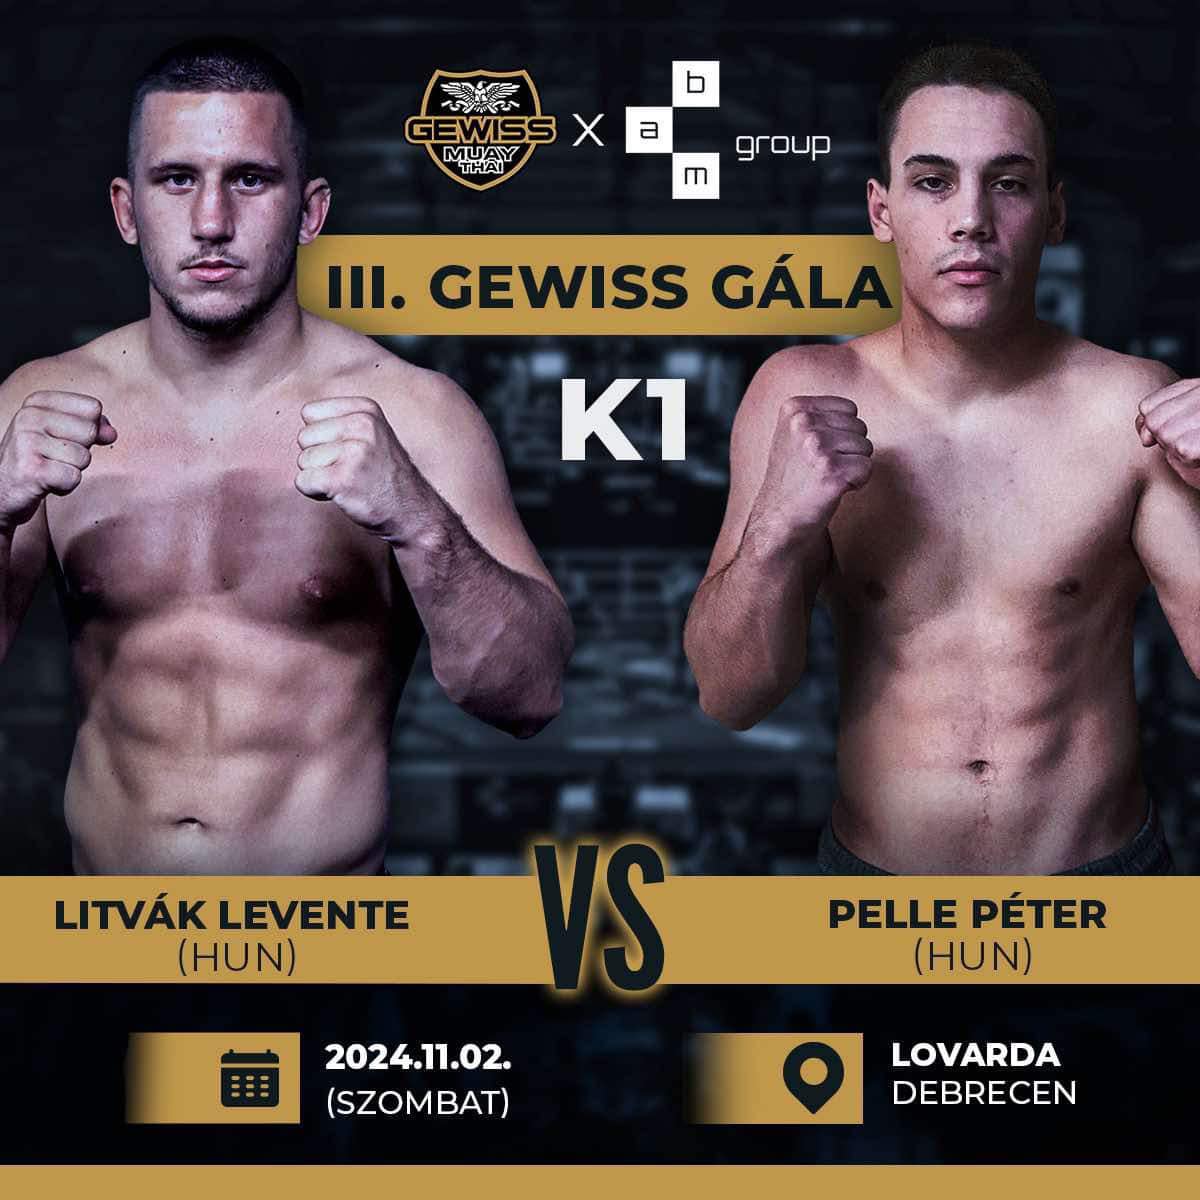 GEWISS
MUAY
THAI
X
b
a
m
group
III. GEWISS GÁLA
K1
VS
LITVÁK LEVENTE
(HUN)
PELLE PÉTER
(HUN)
2024.11.02.
(SZOMBAT)
LOVARDA
DEBRECEN